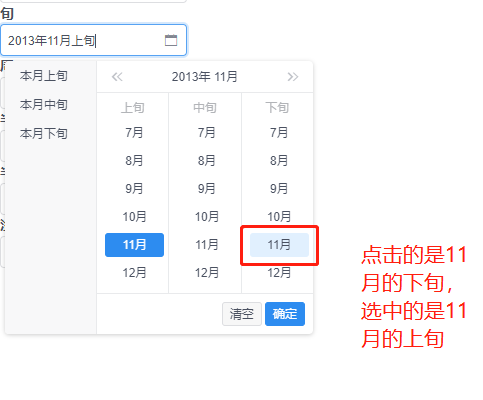 旬
2013年11月上旬
本月上旬
本月中旬
本月下旬
2013年 11月
上旬 中旬 下旬
7月 7月 7月
8月 8月 8月
9月 9月 9月
10月 10月 10月
11月 11月 11月
12月 12月 12月
清空 确定
点击的是11
月的下旬，
选中的是11
月的上旬